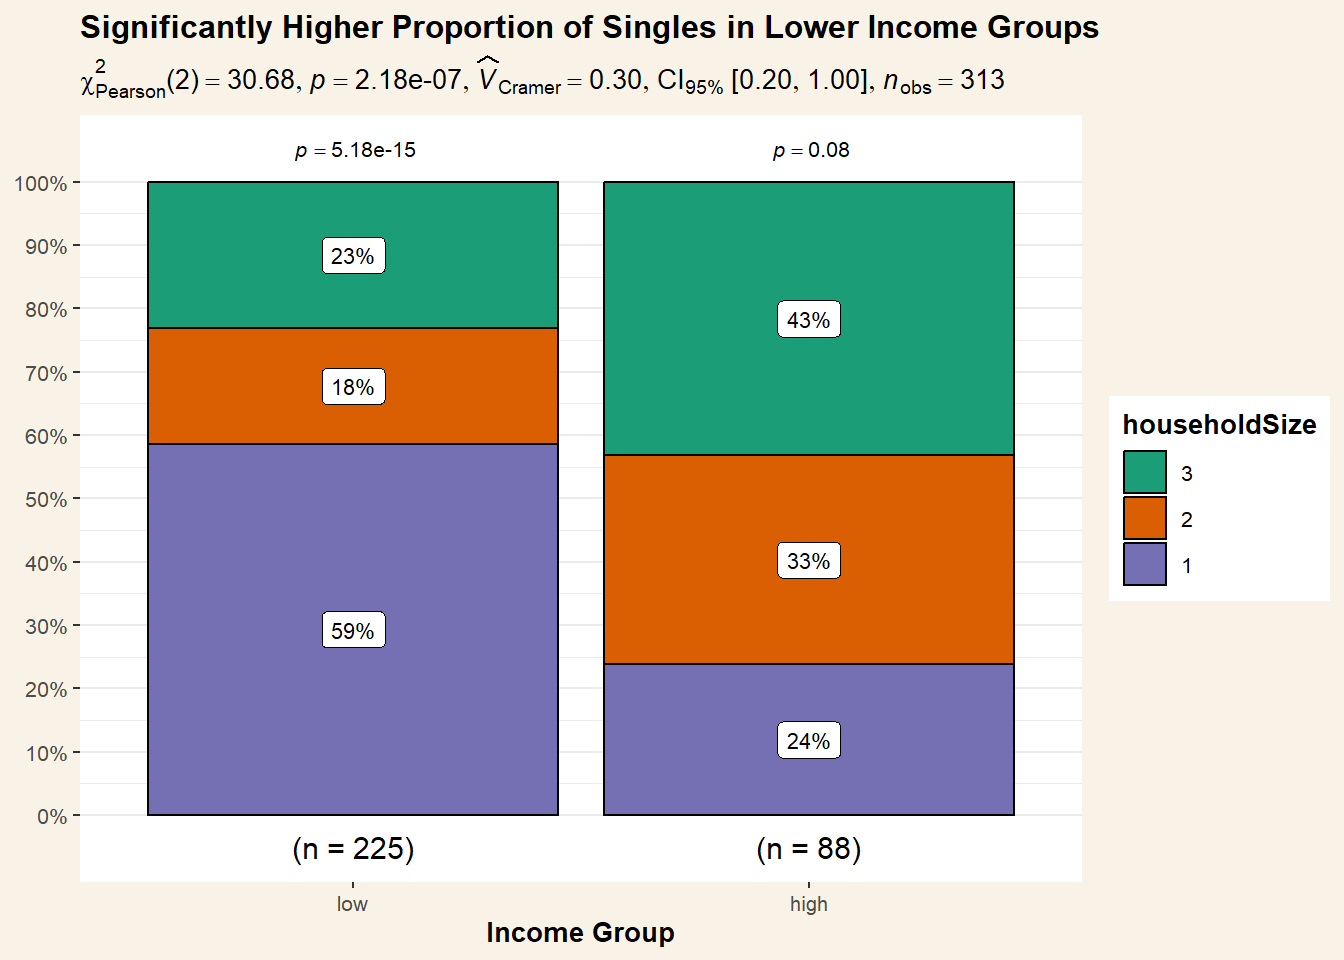 Significantly Higher Proportion of Singles in Lower Income Groups
χ²Pearson(2) = 30.68, p = 2.18e-07, V̂Cramer = 0.30, CI95% [0.20, 1.00], nobs = 313
p = 5.18e-15
p = 0.08
100%
90%
80%
70%
60%
50%
40%
30%
20%
10%
0%
23%
18%
59%
43%
33%
24%
(n = 225)
(n = 88)
low
high
Income Group
householdSize
3
2
1